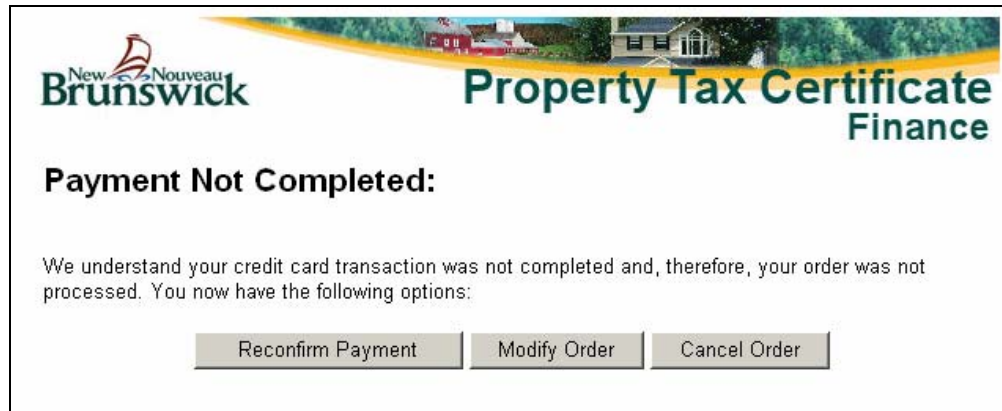 New Nouveau
Brunswick
Property Tax Certificate
Finance
Payment Not Completed:
We understand your credit card transaction was not completed and, therefore, your order was not
processed. You now have the following options:
Reconfirm Payment Modify Order Cancel Order